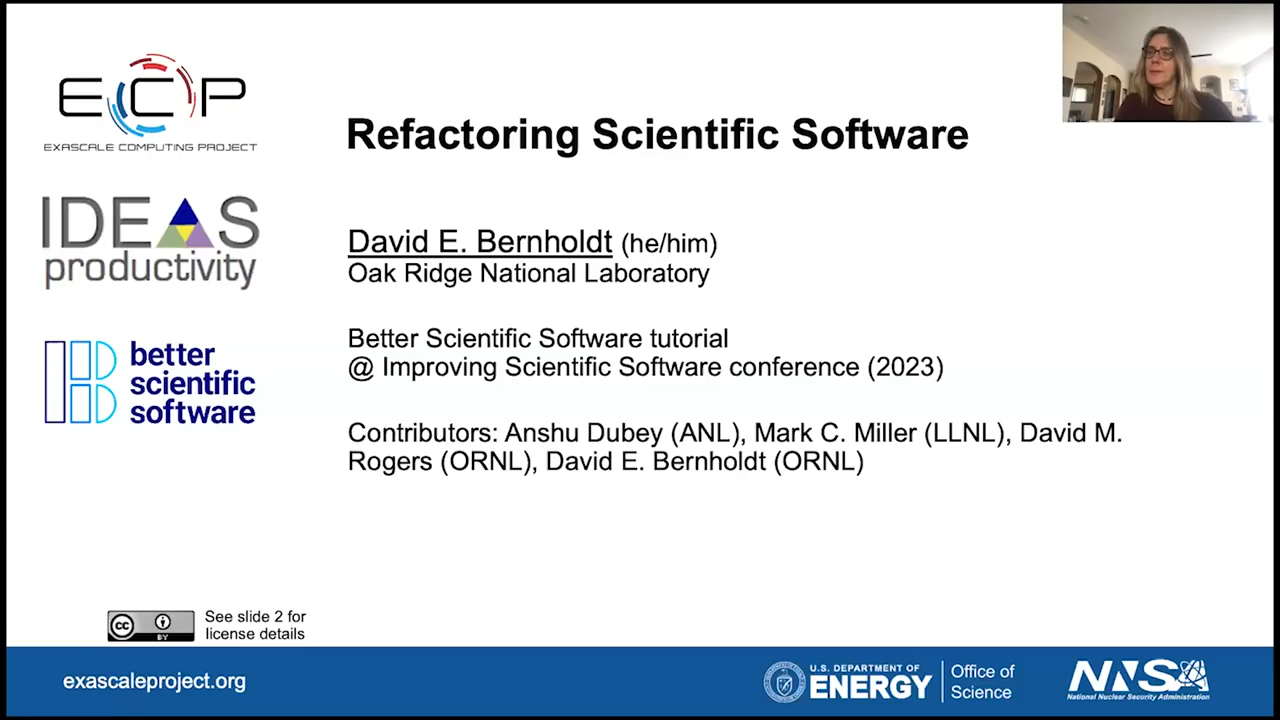 ECP
EXASCALE COMPUTING PROJECT
Refactoring Scientific Software
IDEAS
productivity
David E. Bernholdt (he/him)
Oak Ridge National Laboratory
better
scientific
software
Better Scientific Software tutorial
@ Improving Scientific Software conference (2023)
Contributors: Anshu Dubey (ANL), Mark C. Miller (LLNL), David M.
Rogers (ORNL), David E. Bernholdt (ORNL)
cc
BY
See slide 2 for
license details
exascaleproject.org
U.S. DEPARTMENT OF
ENERGY
Office of
Science
NNSA
National Nuclear Security Administration